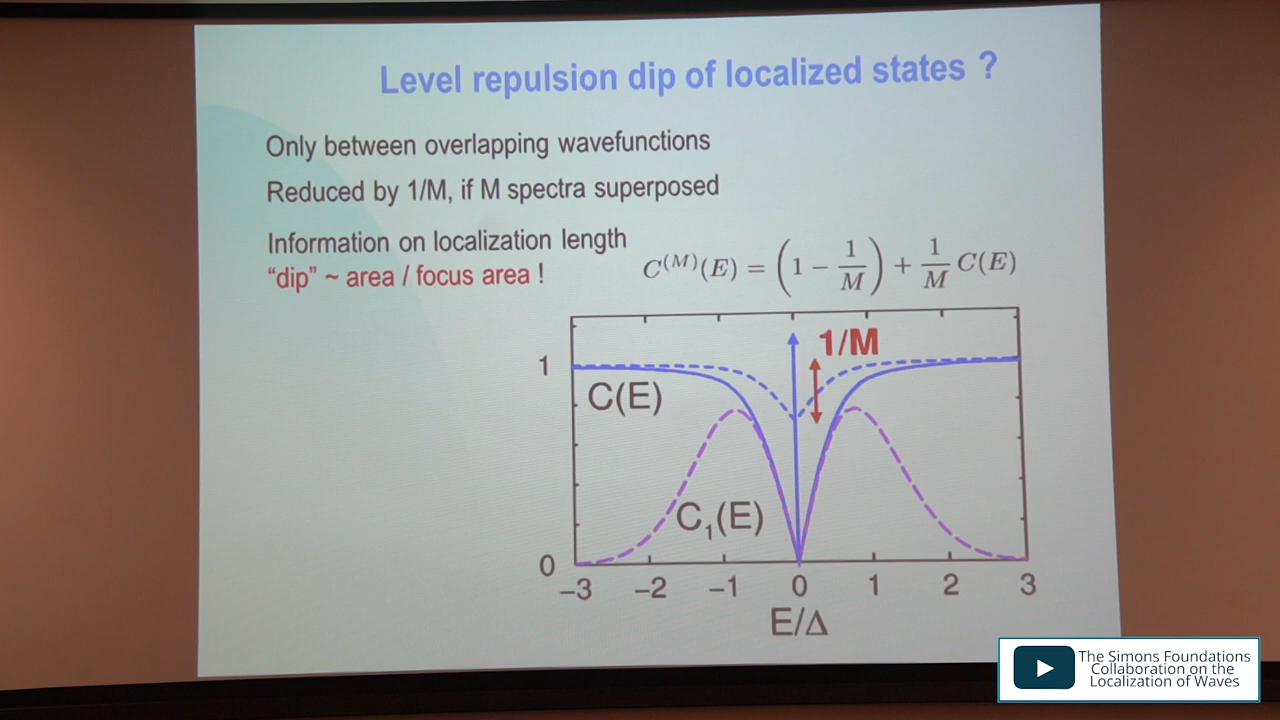 Level repulsion dip of localized states ?
Only between overlapping wavefunctions
Reduced by 1/M, if M spectra superposed
Information on localization length
“dip” ~ area / focus area !
C^{(M)}(E) = (1 − 1/M) + 1/M C(E)
1/M
1
C(E)
C₁(E)
0
−3 −2 −1 0 1 2 3
E/Δ
The Simons Foundations
Collaboration on the
Localization of Waves